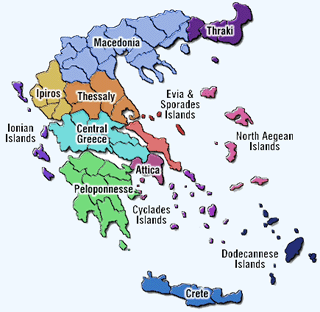 Thraki
Macedonia
Ipiros
Thessaly
Evia &
Sporades
Islands
Ionian
Islands
Central
Greece
North Aegean
Islands
Attica
Peloponnesse
Cyclades
Islands
Dodecannese
Islands
Crete